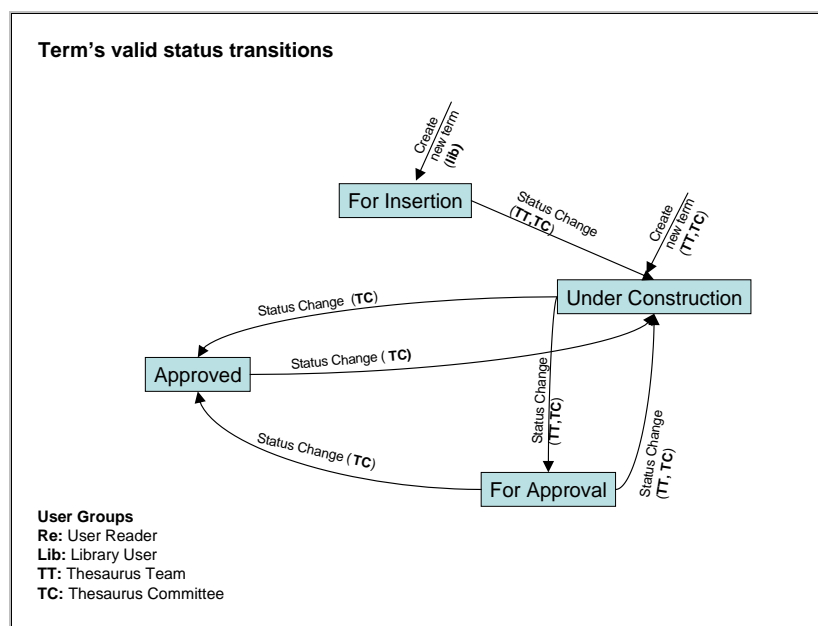 Term's valid status transitions
Create
new term
(lib)
For Insertion
Status Change
(TT,TC)
Create
new term
(TT,TC)
Under Construction
Status Change (TC)
Approved
Status Change ( TC)
Status Change
(TT,TC)
Status Change ( TC)
Status Change
(TT, TC)
For Approval
User Groups
Re: User Reader
Lib: Library User
TT: Thesaurus Team
TC: Thesaurus Committee